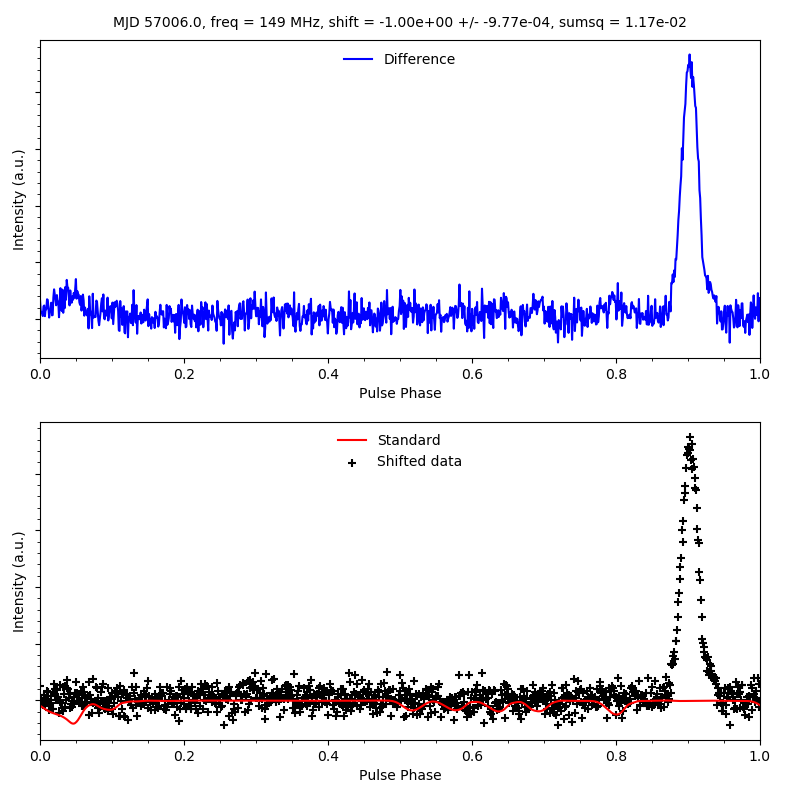 MJD 57006.0, freq = 149 MHz, shift = -1.00e+00 +/- -9.77e-04, sumsq = 1.17e-02
Difference
Intensity (a.u.)
0.0 0.2 0.4 0.6 0.8 1.0
Pulse Phase
Standard
Shifted data
Intensity (a.u.)
0.0 0.2 0.4 0.6 0.8 1.0
Pulse Phase